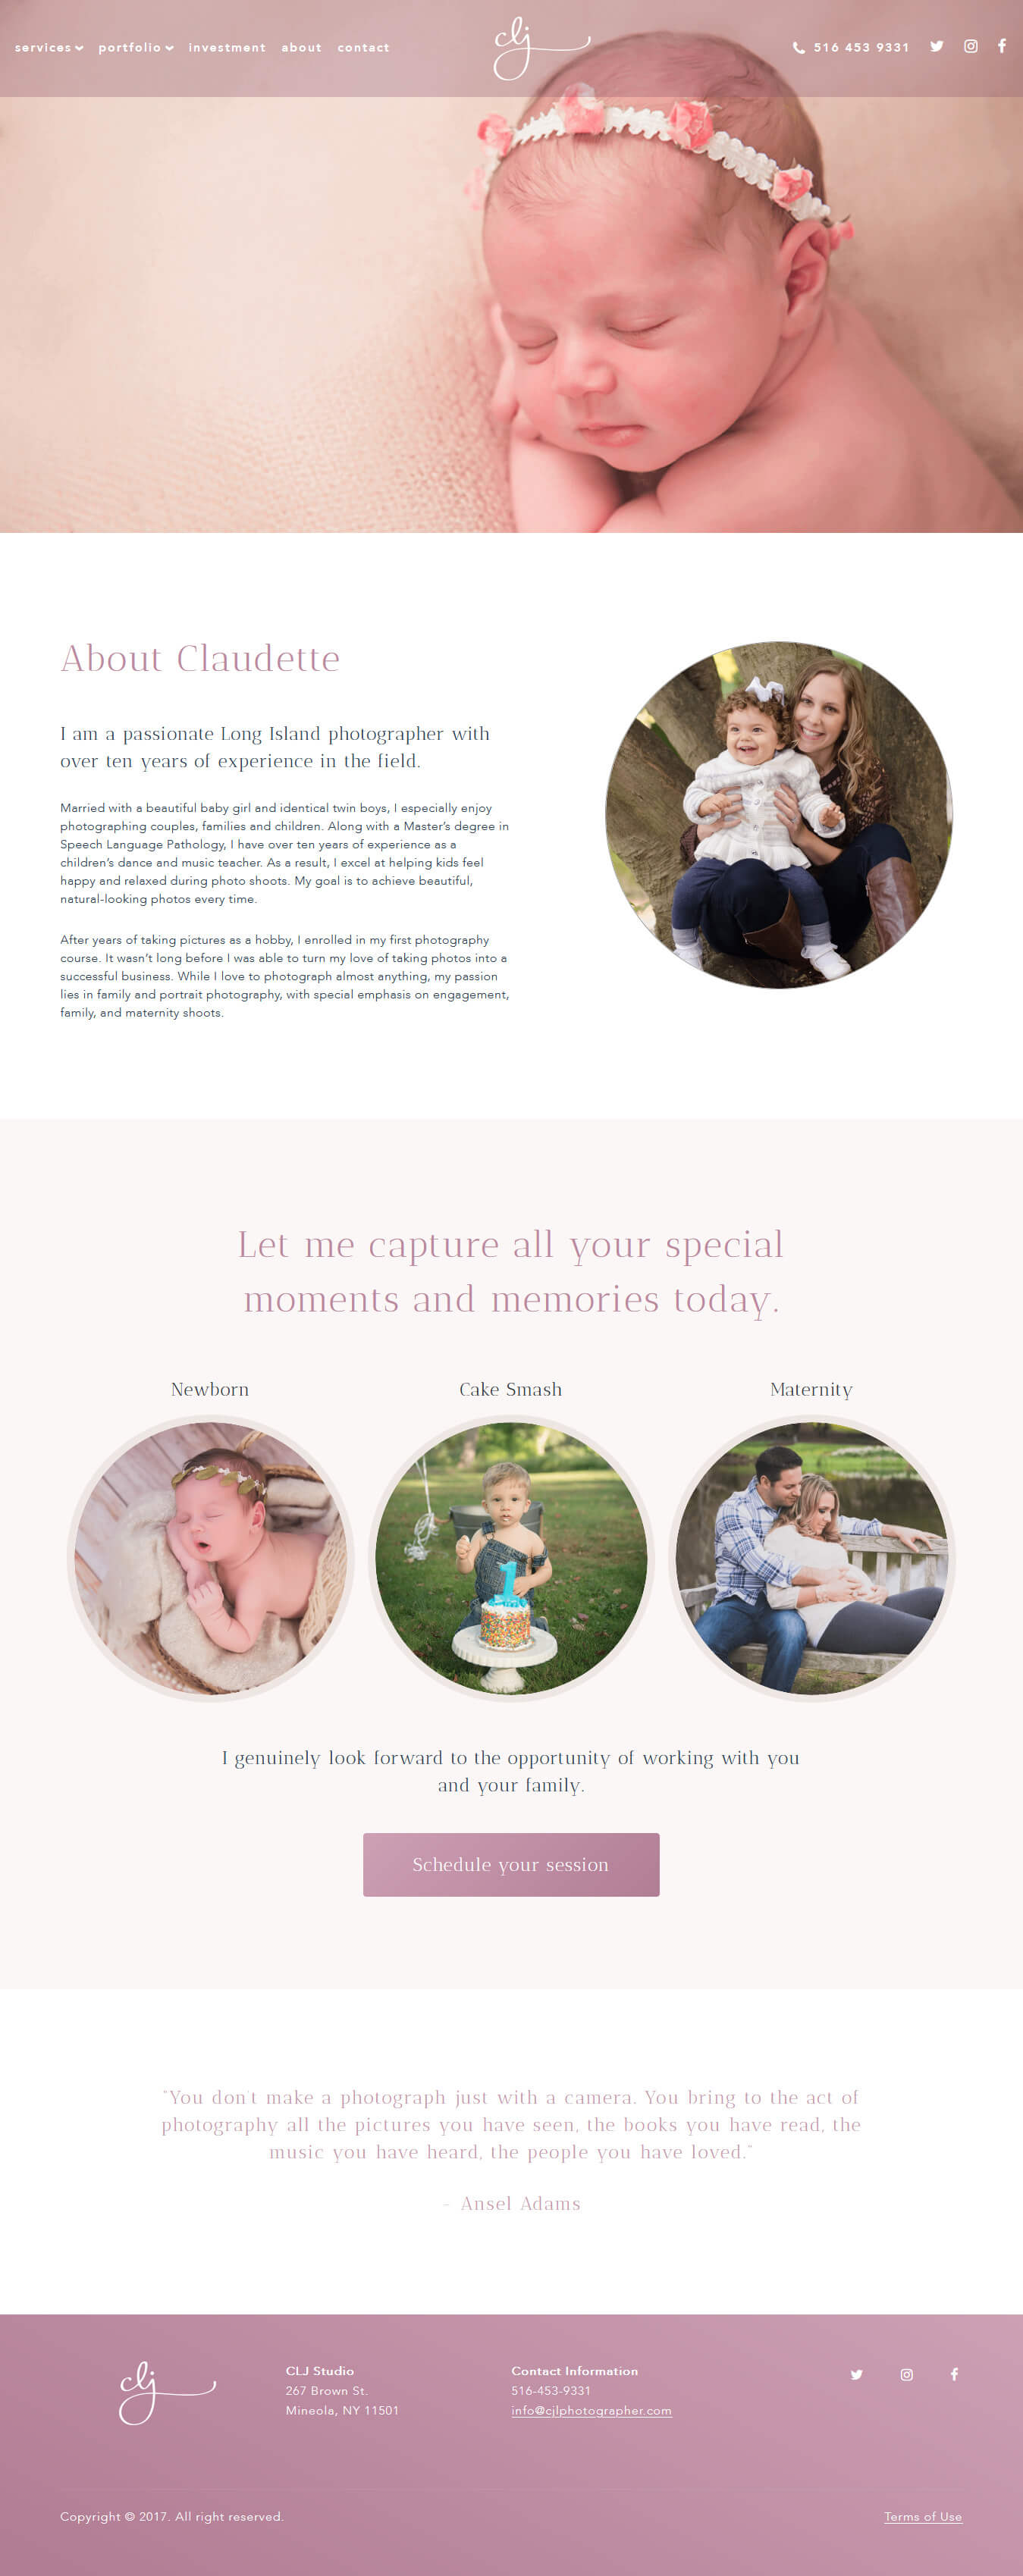 services portfolio investment about contact
clj
516 453 9331
About Claudette
I am a passionate Long Island photographer with
over ten years of experience in the field.
Married with a beautiful baby girl and identical twin boys, I especially enjoy
photographing couples, families and children. Along with a Master’s degree in
Speech Language Pathology, I have over ten years of experience as a
children’s dance and music teacher. As a result, I excel at helping kids feel
happy and relaxed during photo shoots. My goal is to achieve beautiful,
natural-looking photos every time.
After years of taking pictures as a hobby, I enrolled in my first photography
course. It wasn’t long before I was able to turn my love of taking photos into a
successful business. While I love to photograph almost anything, my passion
lies in family and portrait photography, with special emphasis on engagement,
family, and maternity shoots.
Let me capture all your special
moments and memories today.
Newborn
Cake Smash
Maternity
1
I genuinely look forward to the opportunity of working with you
and your family.
Schedule your session
"You don't make a photograph just with a camera. You bring to the act of
photography all the pictures you have seen, the books you have read, the
music you have heard, the people you have loved."
- Ansel Adams
clj
CLJ Studio
267 Brown St.
Mineola, NY 11501
Contact Information
516-453-9331
info@cjlphotographer.com
Copyright © 2017. All right reserved.
Terms of Use